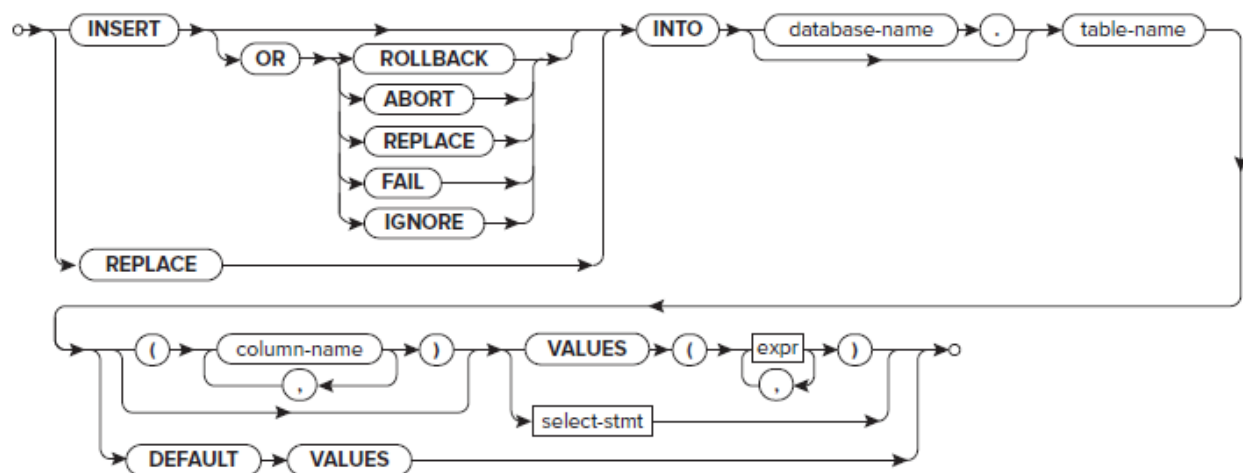 INSERT INTO database-name . table-name
OR ROLLBACK
ABORT
REPLACE
FAIL
IGNORE
REPLACE
( column-name ) VALUES ( expr )
, ,
select-stmt
DEFAULT VALUES